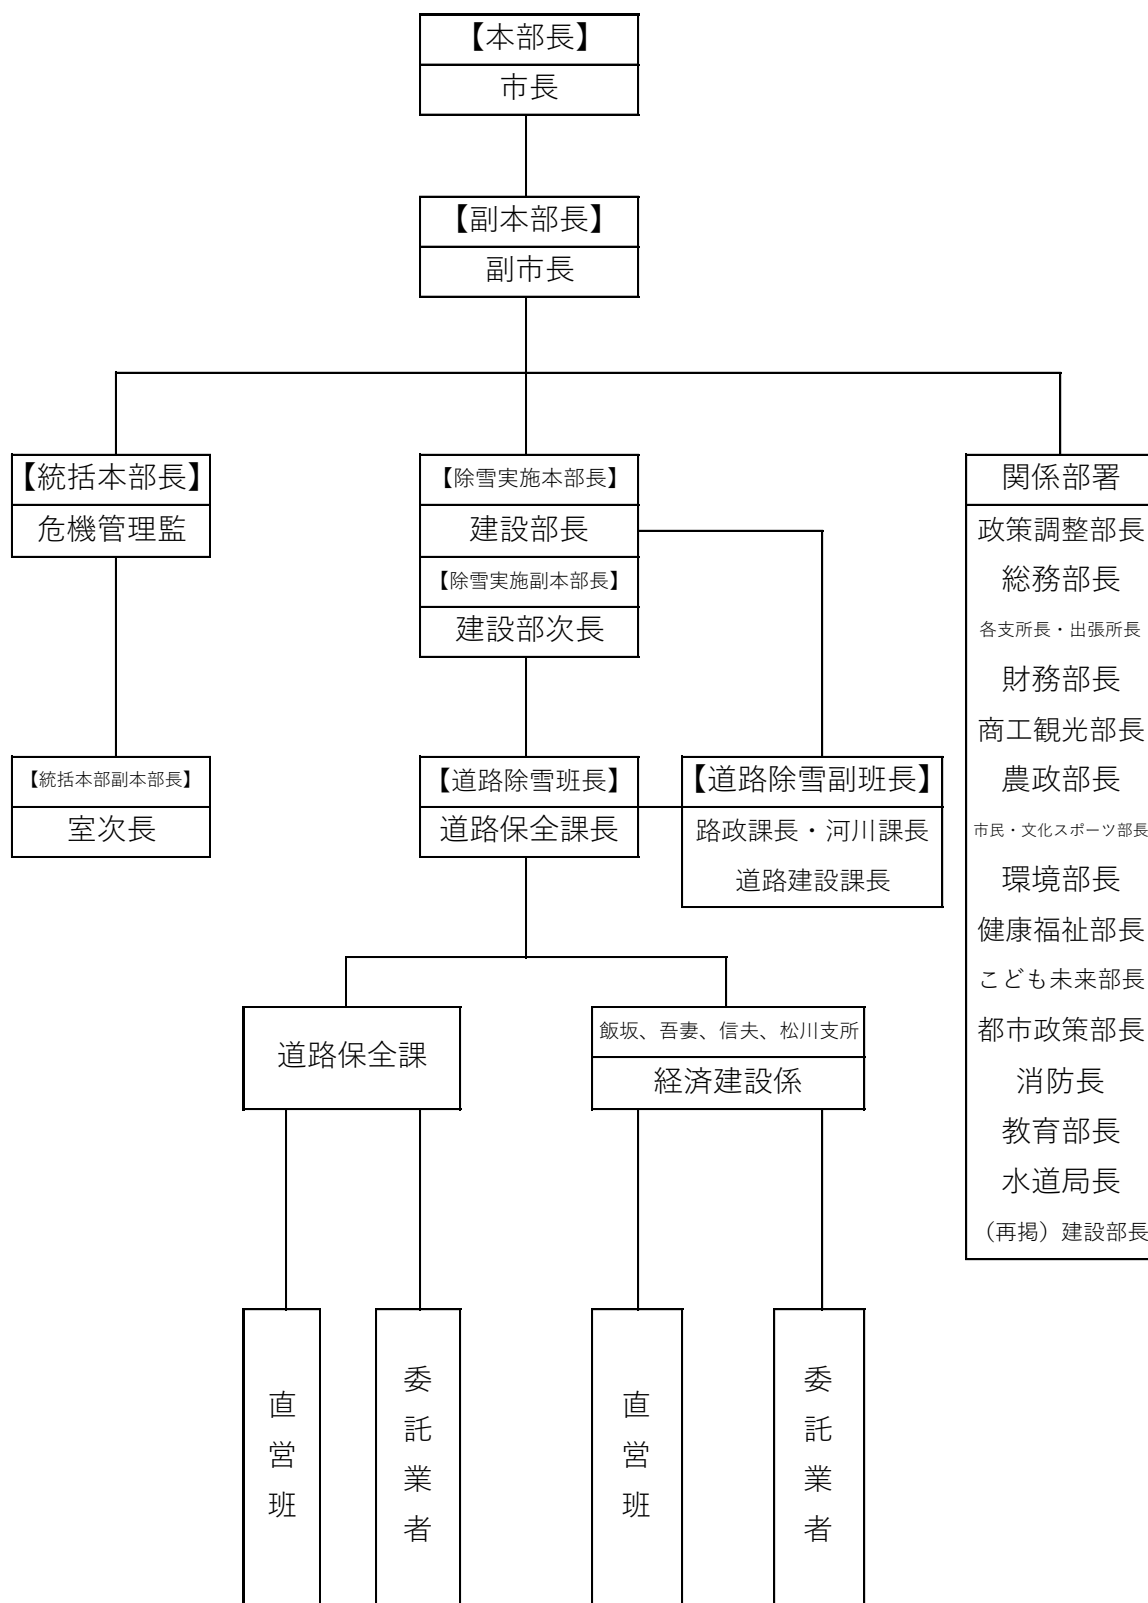 【本部長】
市長
【副本部長】
副市長
【統括本部長】
危機管理監
【統括本部副本部長】
室次長
【除雪実施本部長】
建設部長
【除雪実施副本部長】
建設部次長
【道路除雪班長】
道路保全課長
【道路除雪副班長】
路政課長・河川課長
道路建設課長
関係部署
政策調整部長
総務部長
各支所長・出張所長
財務部長
商工観光部長
農政部長
市民・文化スポーツ部長
環境部長
健康福祉部長
こども未来部長
都市政策部長
消防長
教育部長
水道局長
（再掲）建設部長
道路保全課
飯坂、吾妻、信夫、松川支所
経済建設係
直営班
委託業者
直営班
委託業者